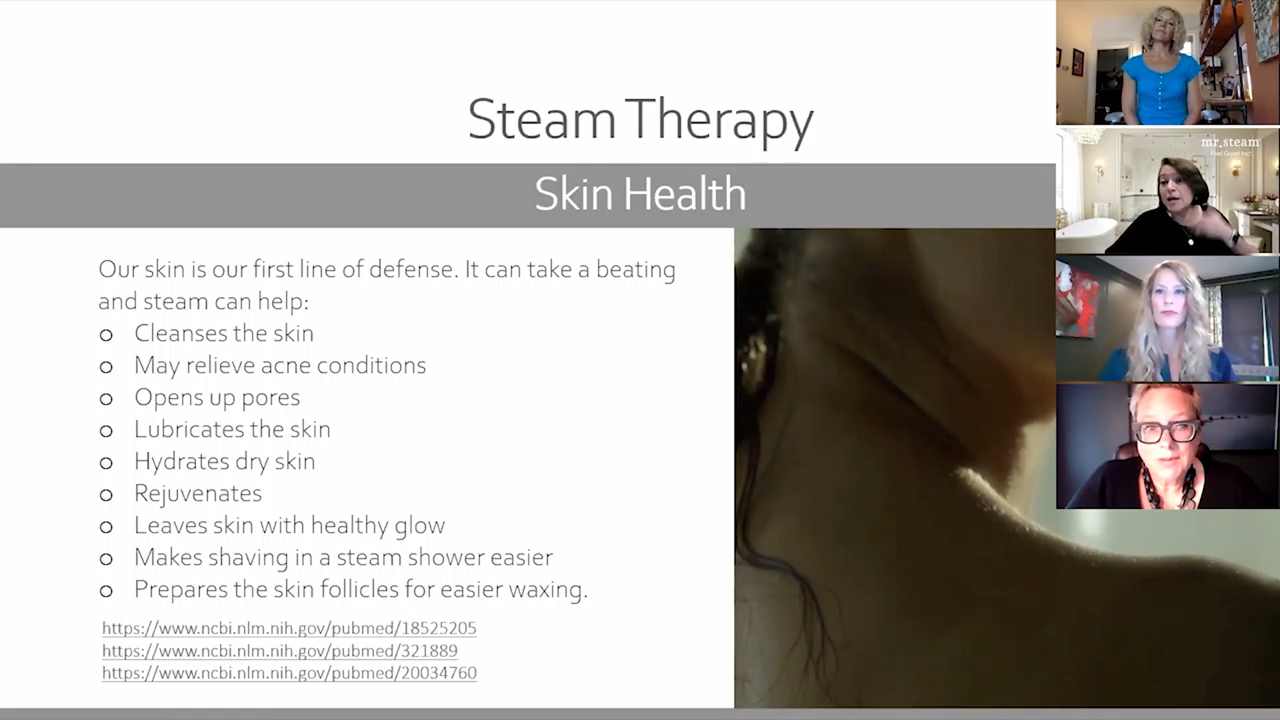 Steam Therapy
Skin Health
Our skin is our first line of defense. It can take a beating
and steam can help:
o Cleanses the skin
o May relieve acne conditions
o Opens up pores
o Lubricates the skin
o Hydrates dry skin
o Rejuvenates
o Leaves skin with healthy glow
o Makes shaving in a steam shower easier
o Prepares the skin follicles for easier waxing.
https://www.ncbi.nlm.nih.gov/pubmed/18525205
https://www.ncbi.nlm.nih.gov/pubmed/321889
https://www.ncbi.nlm.nih.gov/pubmed/20034760
mr.steam
Feel Good Inc.